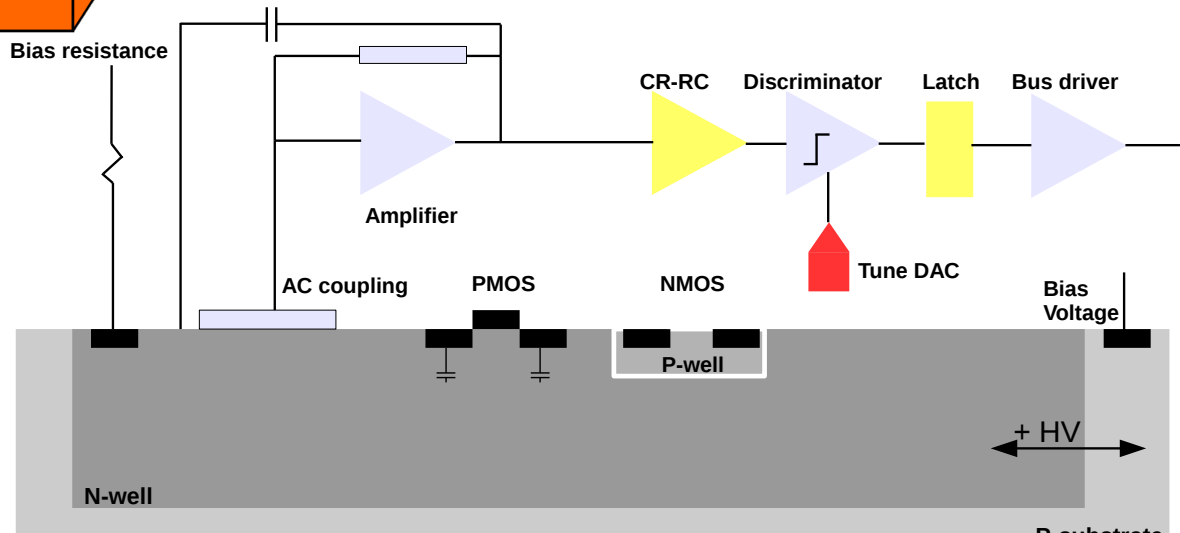 Bias resistance
CR-RC
Discriminator
Latch
Bus driver
Amplifier
Tune DAC
AC coupling
PMOS
NMOS
Bias
Voltage
P-well
+ HV
N-well
P-substrate